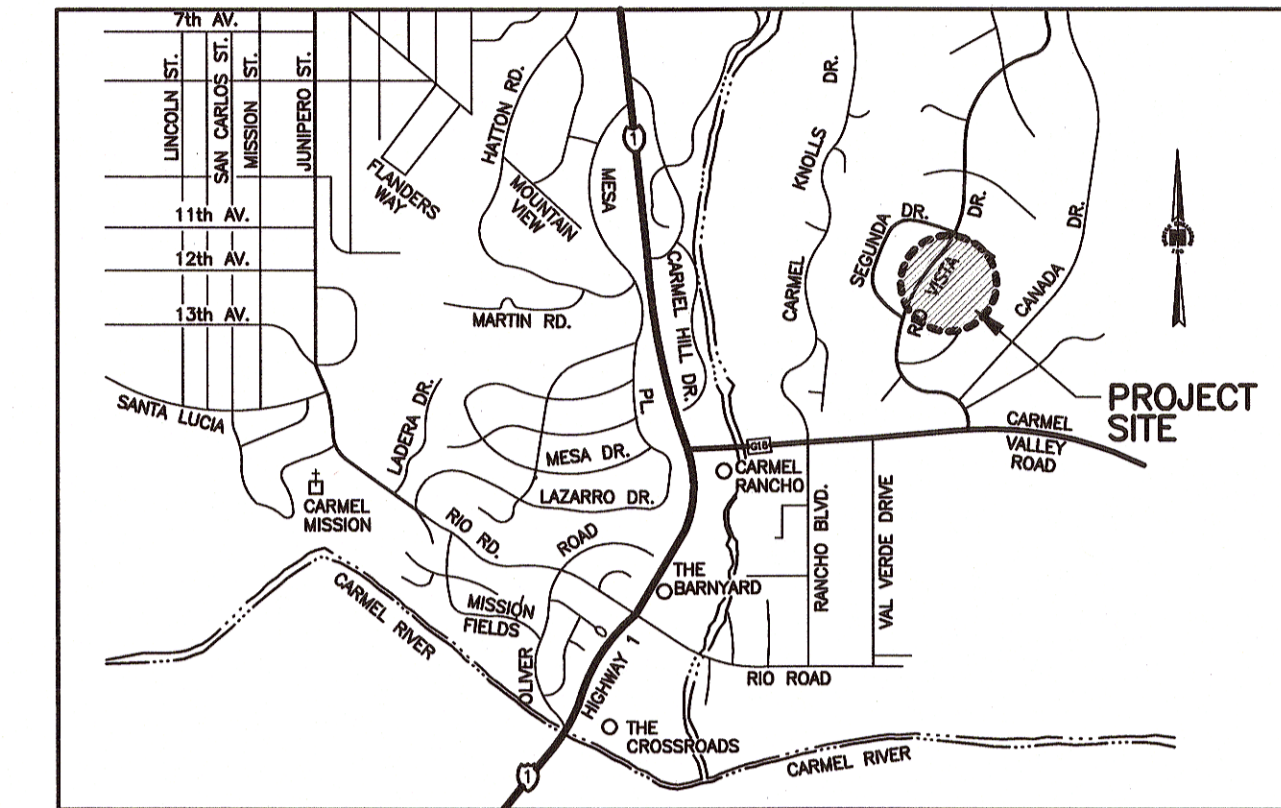 7th AV.
LINCOLN ST.
SAN CARLOS ST.
MISSION ST.
JUNIPERO ST.
HATTON RD.
FLANDERS
WAY
MOUNTAIN
VIEW
MESA
1
KNOLLS
DR.
CARMEL
SEGUNDA
DR.
DR.
VISTA
RIO
CANADA
DR.
11th AV.
12th AV.
13th AV.
MARTIN RD.
CARMEL HILL DR.
PL
SANTA LUCIA
LADERA DR.
MESA DR.
LAZARRO DR.
PROJECT
SITE
CARMEL
VALLEY
ROAD
G16
CARMEL
RANCHO
CARMEL
MISSION
RIO RD.
ROAD
RANCHO BLVD.
VAL VERDE DRIVE
THE
BARNYARD
CARMEL RIVER
MISSION
FIELDS
OLIVER
HIGHWAY 1
RIO ROAD
THE
CROSSROADS
CARMEL RIVER
1